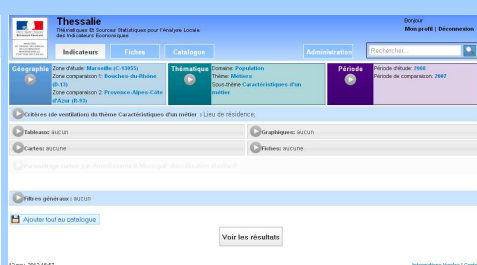 Thessalie
THEmatiques Et Sources Statistiques pour l'Analyse Locale
des Indicateurs Economiques
Bonjour
Mon profil | Déconnexion
Indicateurs
Fiches
Catalogue
Administration
Rechercher...
Géographie
Zone d'étude: Marseille (C-13055)
Zone comparaison 1: Bouches-du-Rhône
(D-13)
Zone comparaison 2: Provence-Alpes-Côte
d'Azur (R-93)
Thématique
Domaine: Population
Thème: Metiers
Sous-thème Caractéristiques d'un
métier
Période
Période d'étude: 2008
Période de comparaison: 2007
Critères (de ventilation) du thème Caractéristiques d'un métier : Lieu de résidence;
Tableaux: aucun
Graphiques: aucun
Cartes: aucune
Fiches: aucune
Filtres généraux : aucun
Ajouter tout au catalogue
Voir les résultats